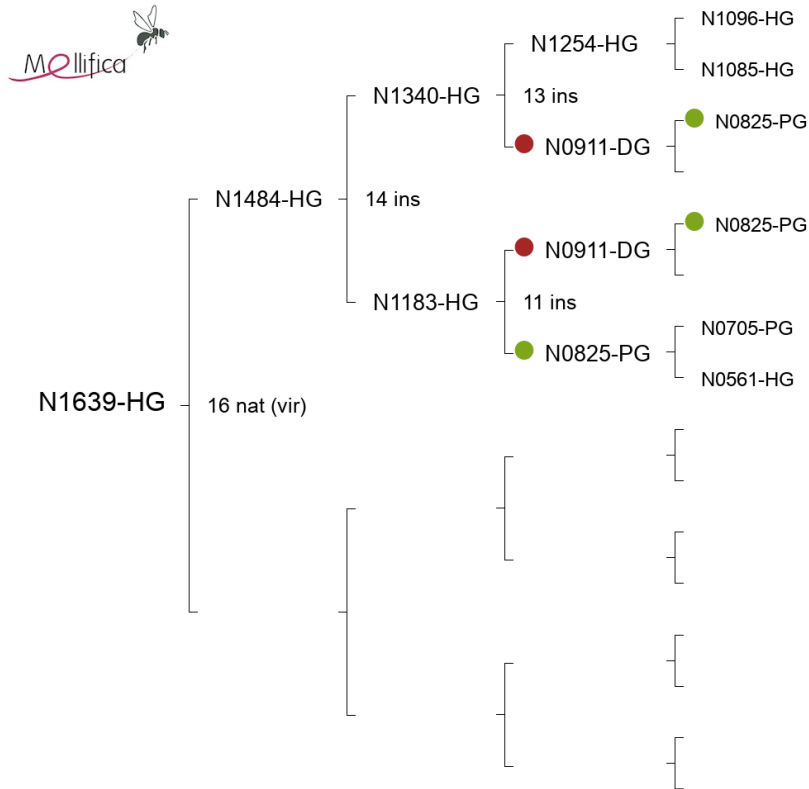 Mellifica
N1096-HG
N1254-HG
N1085-HG
N1340-HG
13 ins
N0825-PG
N0911-DG
N1484-HG
14 ins
N0825-PG
N0911-DG
N1183-HG
11 ins
N0705-PG
N0825-PG
N0561-HG
N1639-HG
16 nat (vir)